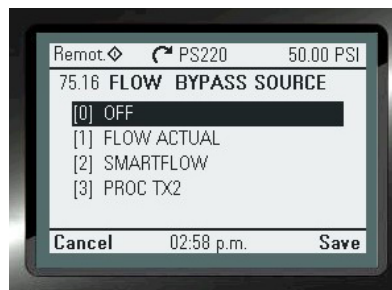 Remot. PS220 50.00 PSI
75.16 FLOW BYPASS SOURCE
[0] OFF
[1] FLOW ACTUAL
[2] SMARTFLOW
[3] PROC TX2
Cancel 02:58 p.m. Save